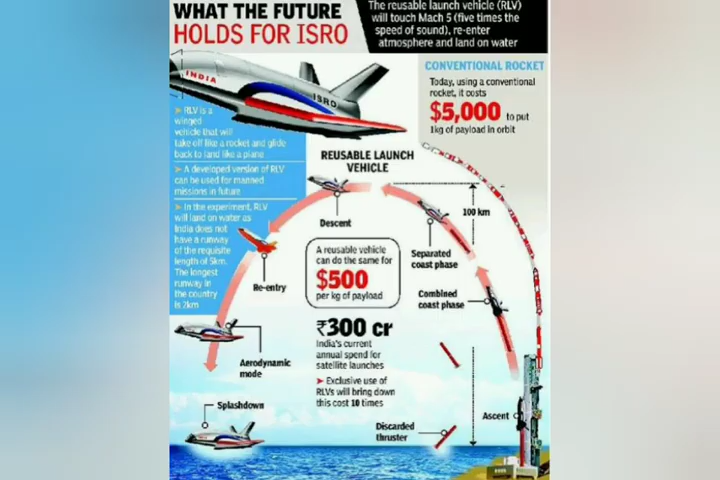 WHAT THE FUTURE
HOLDS FOR ISRO
The reusable launch vehicle (RLV)
will touch Mach 5 (five times the
speed of sound), re-enter
atmosphere and land on water
CONVENTIONAL ROCKET
Today, using a conventional
rocket, it costs
$5,000 to put
1kg of payload in orbit
INDIA
ISRO
➤ RLV is a
winged
vehicle that will
take off like a rocket and glide
back to land like a plane
➤ A developed version of RLV
can be used for manned
missions in future
➤ In the experiment, RLV
will land on water as
India does not
have a runway
of the requisite
length of 5km.
The longest
runway in
the country
is 2km
REUSABLE LAUNCH
VEHICLE
Descent
100 km
Separated
coast phase
Re-entry
A reusable vehicle
can do the same for
$500
per kg of payload
Combined
coast phase
₹300 cr
India's current
annual spend for
satellite launches
➤ Exclusive use of
RLVs will bring down
this cost 10 times
Aerodynamic
mode
Splashdown
Ascent
Discarded
thruster